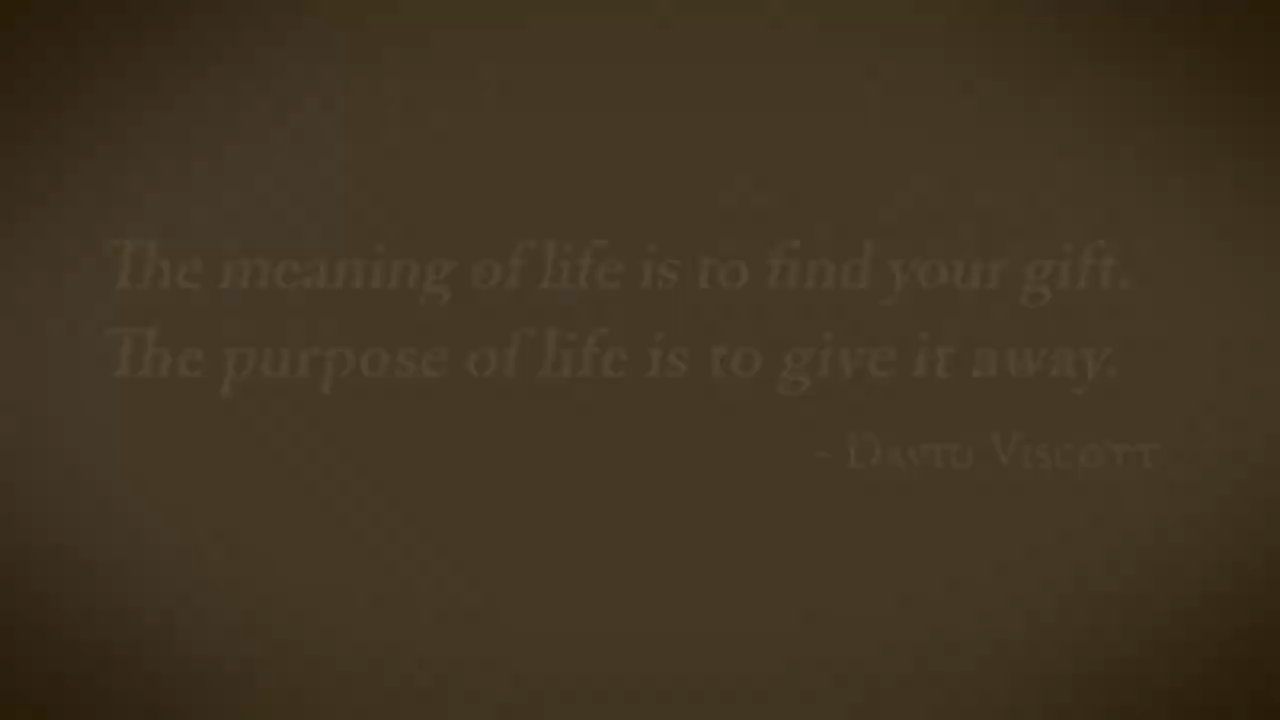 The meaning of life is to find your gift.
The purpose of life is to give it away.
- DAVID VISCOTT